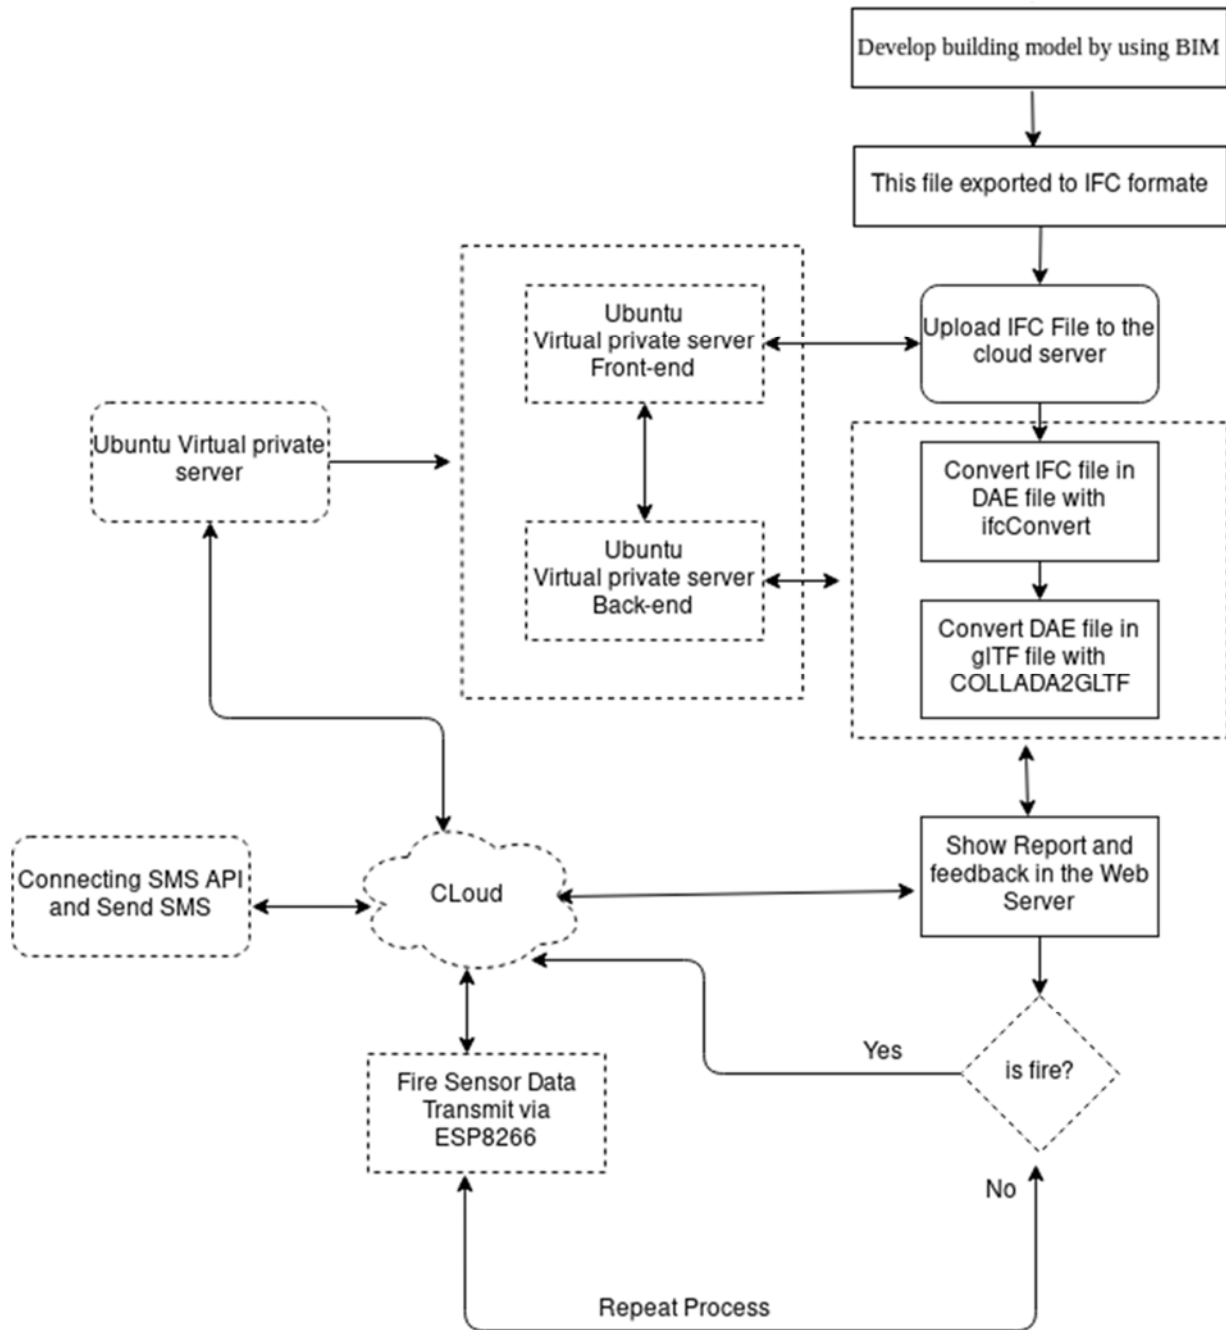 Develop building model by using BIM
This file exported to IFC formate
Ubuntu
Virtual private server
Front-end
Upload IFC File to the
cloud server
Ubuntu Virtual private
server
Convert IFC file in
DAE file with
ifcConvert
Ubuntu
Virtual private server
Back-end
Convert DAE file in
glTF file with
COLLADA2GLTF
Connecting SMS API
and Send SMS
CLoud
Show Report and
feedback in the Web
Server
Yes
is fire?
Fire Sensor Data
Transmit via
ESP8266
No
Repeat Process